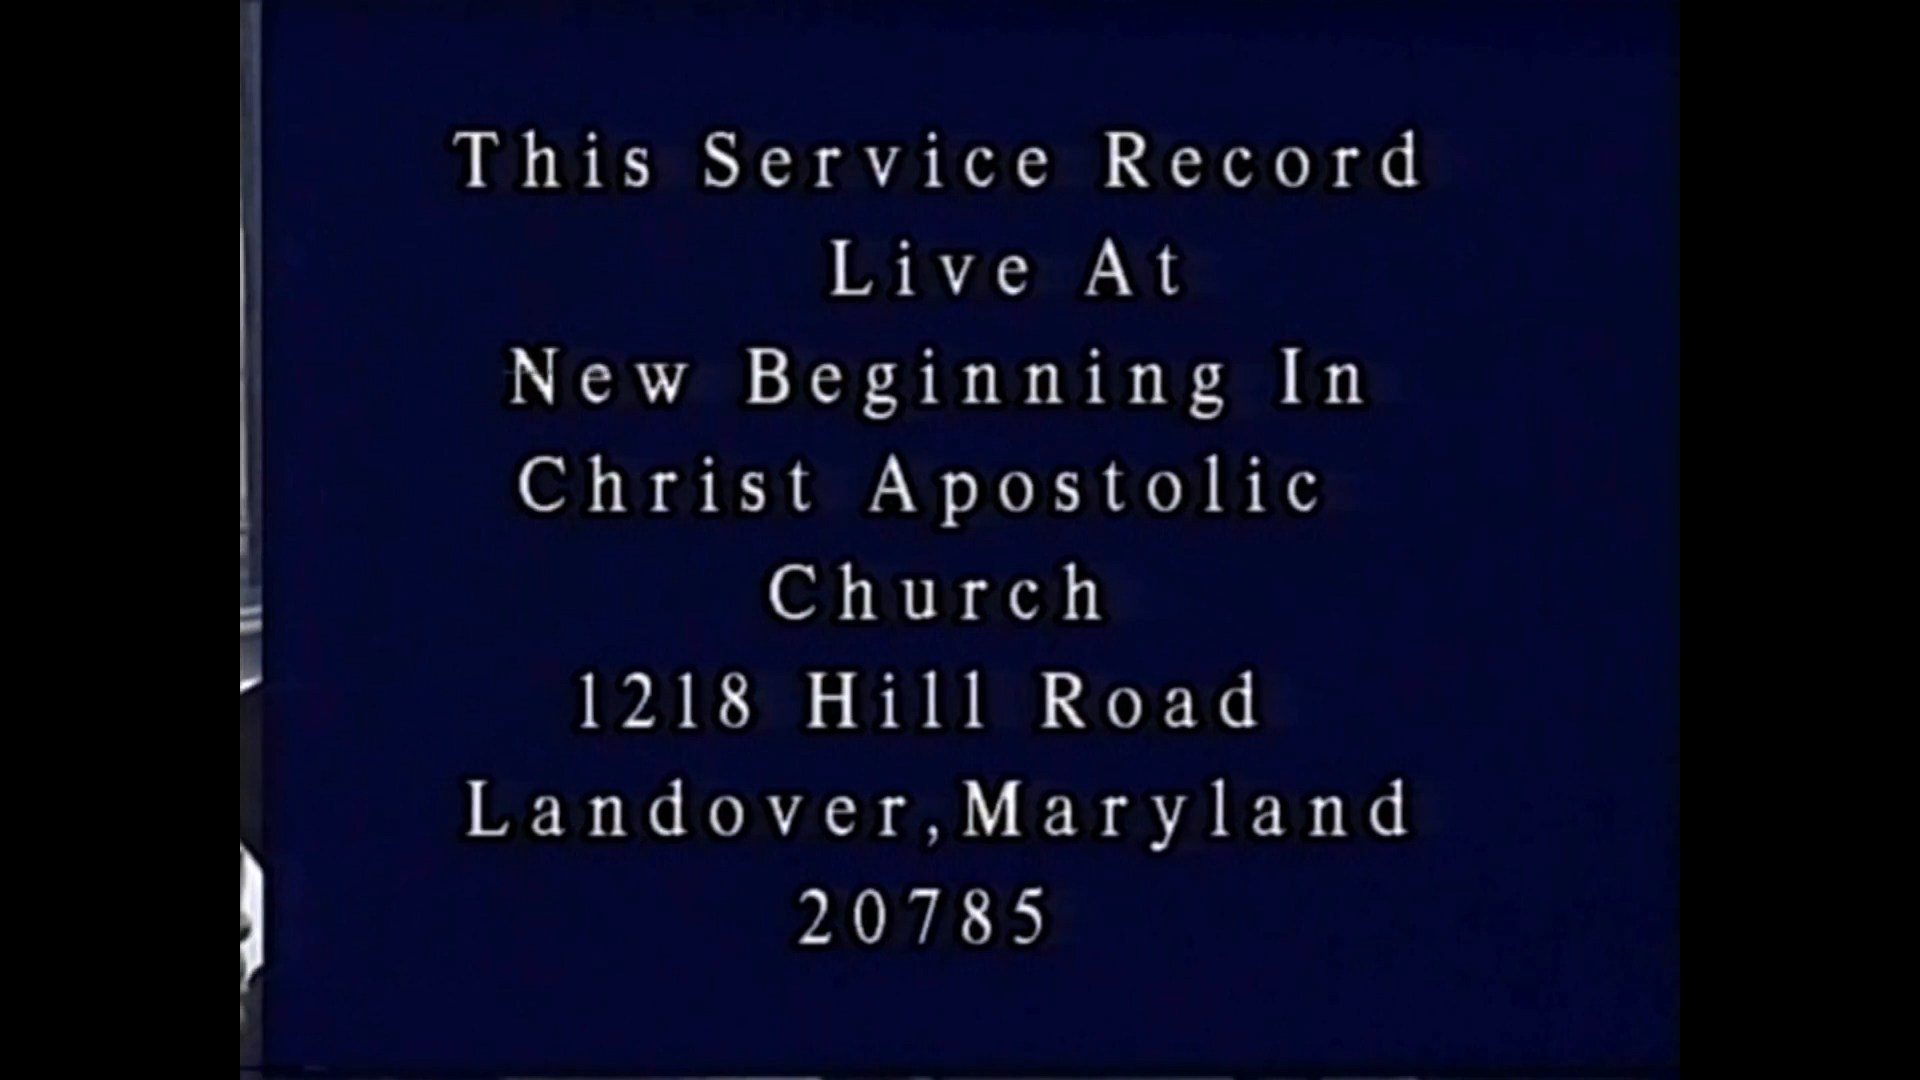 This Service Record
Live At
New Beginning In
Christ Apostolic
Church
1218 Hill Road
Landover,Maryland
20785